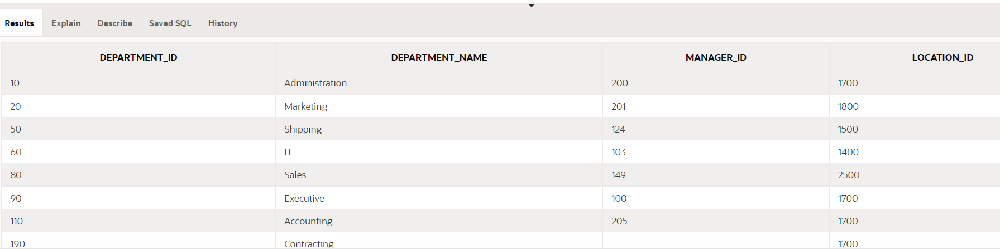 Results Explain Describe Saved SQL History
DEPARTMENT_ID DEPARTMENT_NAME MANAGER_ID LOCATION_ID
10 Administration 200 1700
20 Marketing 201 1800
50 Shipping 124 1500
60 IT 103 1400
80 Sales 149 2500
90 Executive 100 1700
110 Accounting 205 1700
190 Contracting - 1700